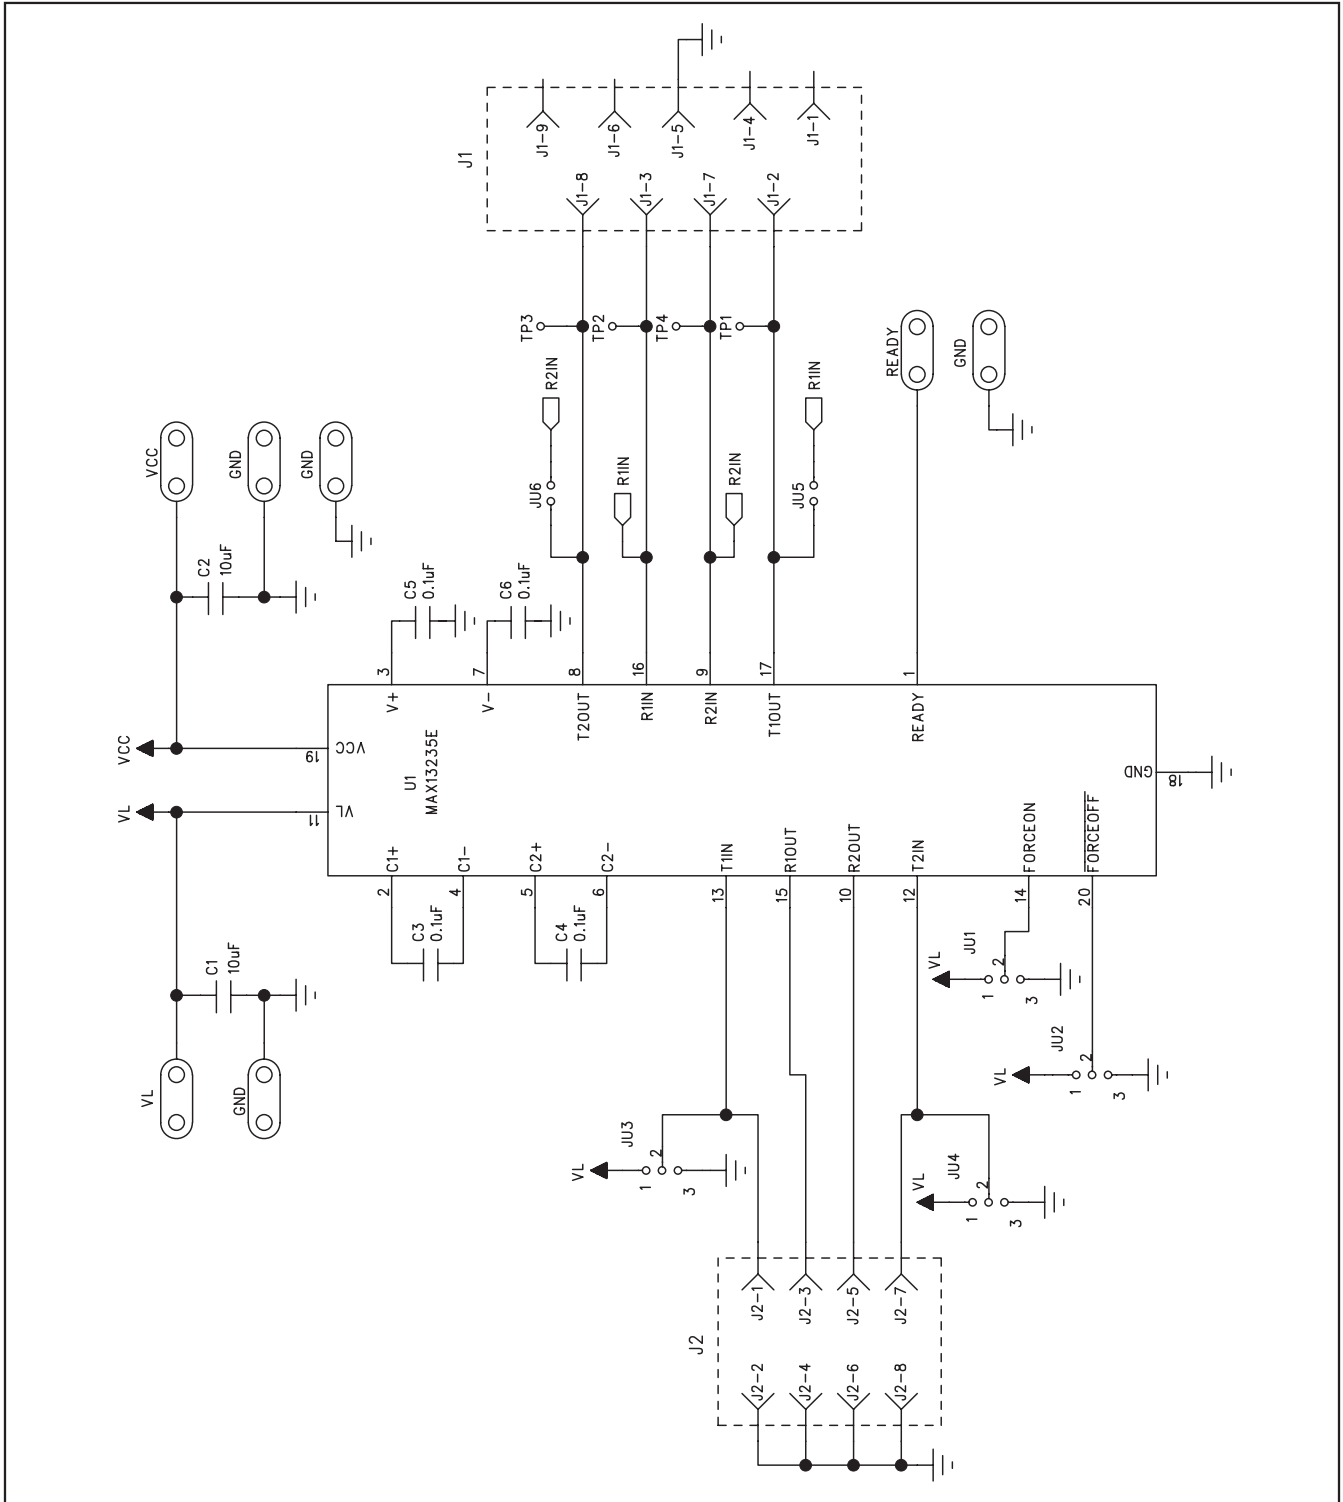 J1
J1-9
J1-6
J1-5
J1-4
J1-1
J1-8
J1-3
J1-7
J1-2
TP3
TP2
TP4
TP1
R2IN
R1IN
JU6
R1IN
R2IN
JU5
READY
GND
VCC
GND
GND
C2
10uF
C5
0.1uF
C6
0.1uF
3
7
8
16
9
17
1
V+
V-
T2OUT
R1IN
R2IN
T1OUT
READY
VCC
19
VCC
VL
11
VL
U1
MAX13235E
GND
18
C1+
C1-
C2+
C2-
T1IN
R1OUT
R2OUT
T2IN
FORCEON
FORCEOFF
2
4
5
6
13
15
10
12
14
20
C3
0.1uF
C4
0.1uF
C1
10uF
VL
GND
JU1
VL
1
2
3
JU2
VL
1
2
3
JU3
VL
1
2
3
JU4
VL
1
2
3
J2
J2-1
J2-3
J2-5
J2-7
J2-2
J2-4
J2-6
J2-8